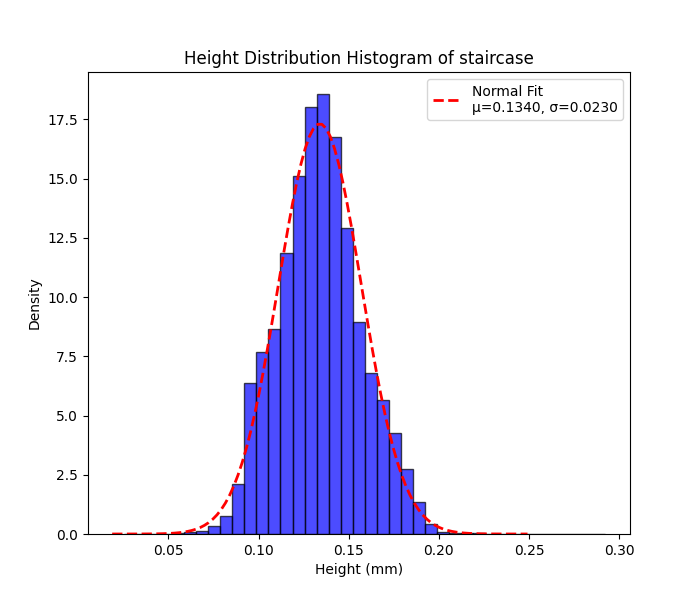 Height Distribution Histogram of staircase
Normal Fit
μ=0.1340, σ=0.0230
17.5
15.0
12.5
10.0
7.5
5.0
2.5
0.0
Density
0.05
0.10
0.15
0.20
0.25
0.30
Height (mm)